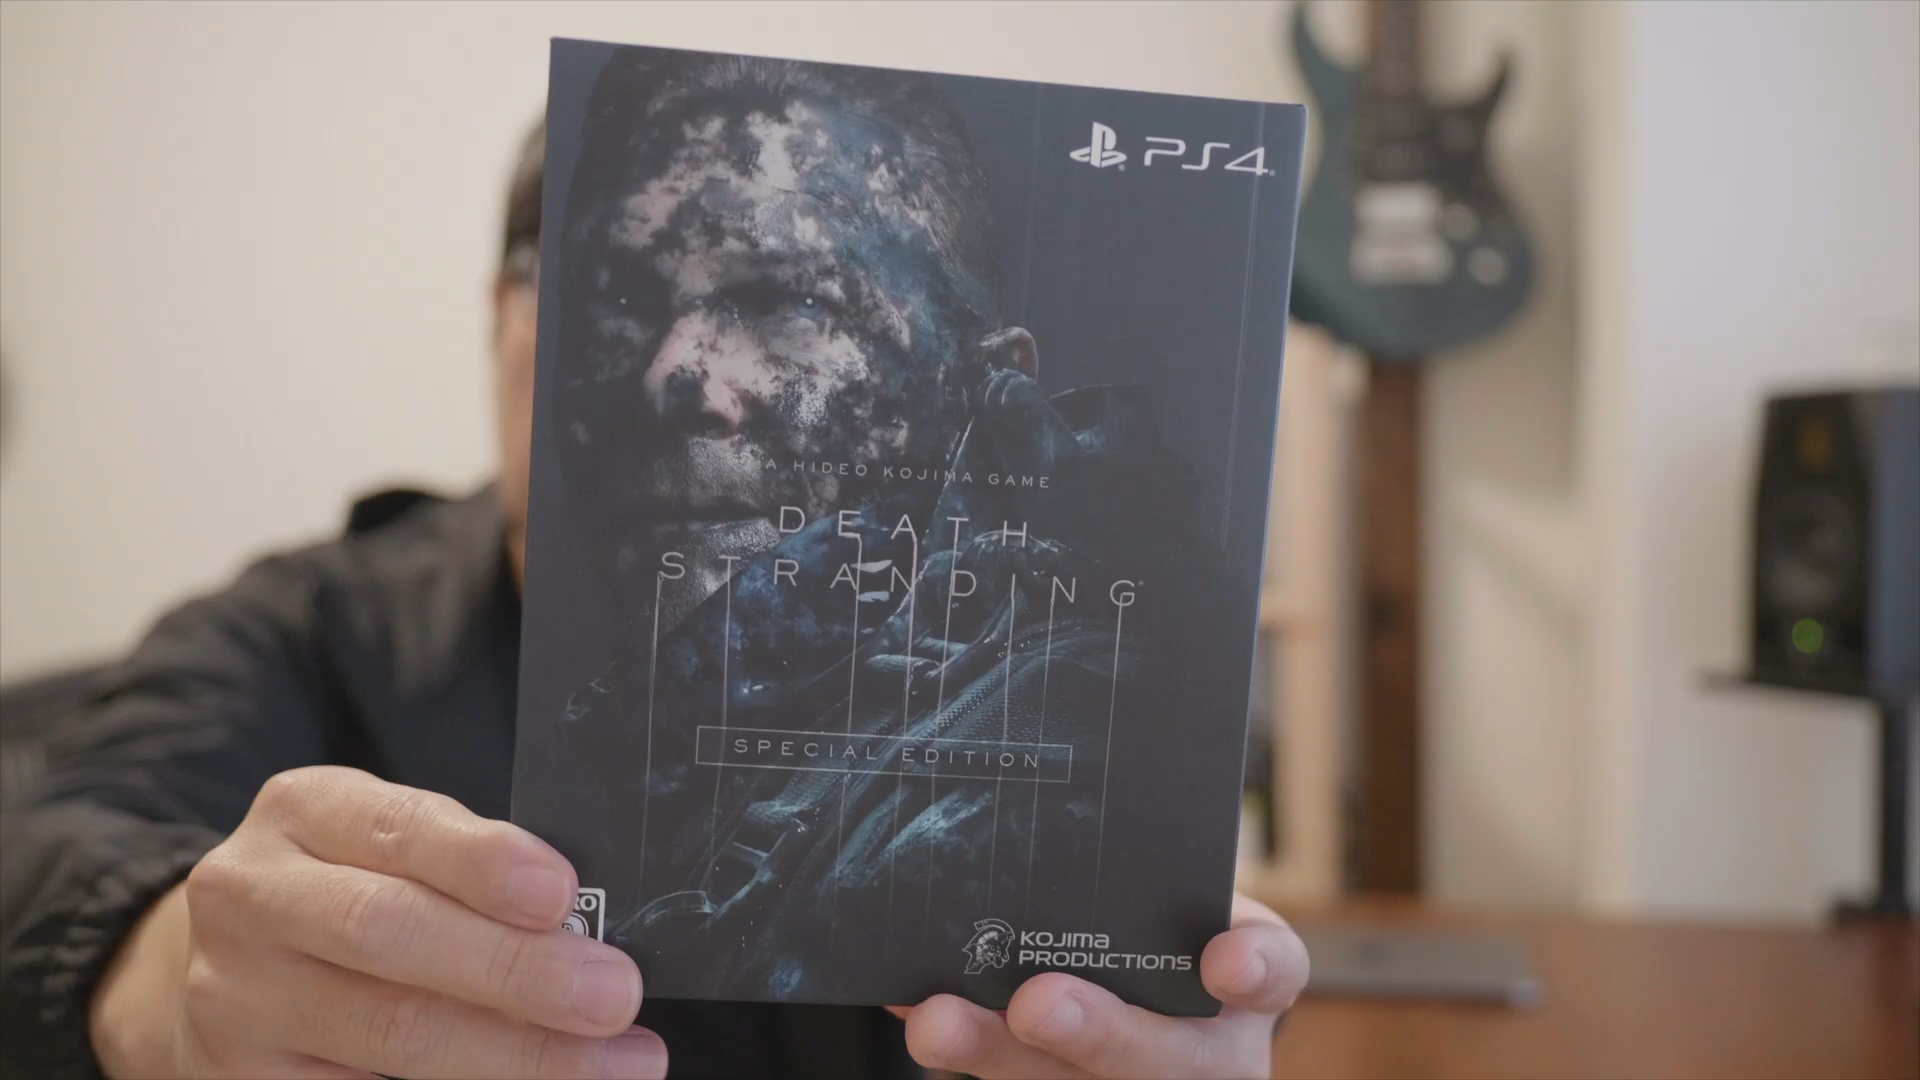 PS4
A HIDEO KOJIMA GAME
DEATH
STRANDING
SPECIAL EDITION
KOJIMA
PRODUCTIONS